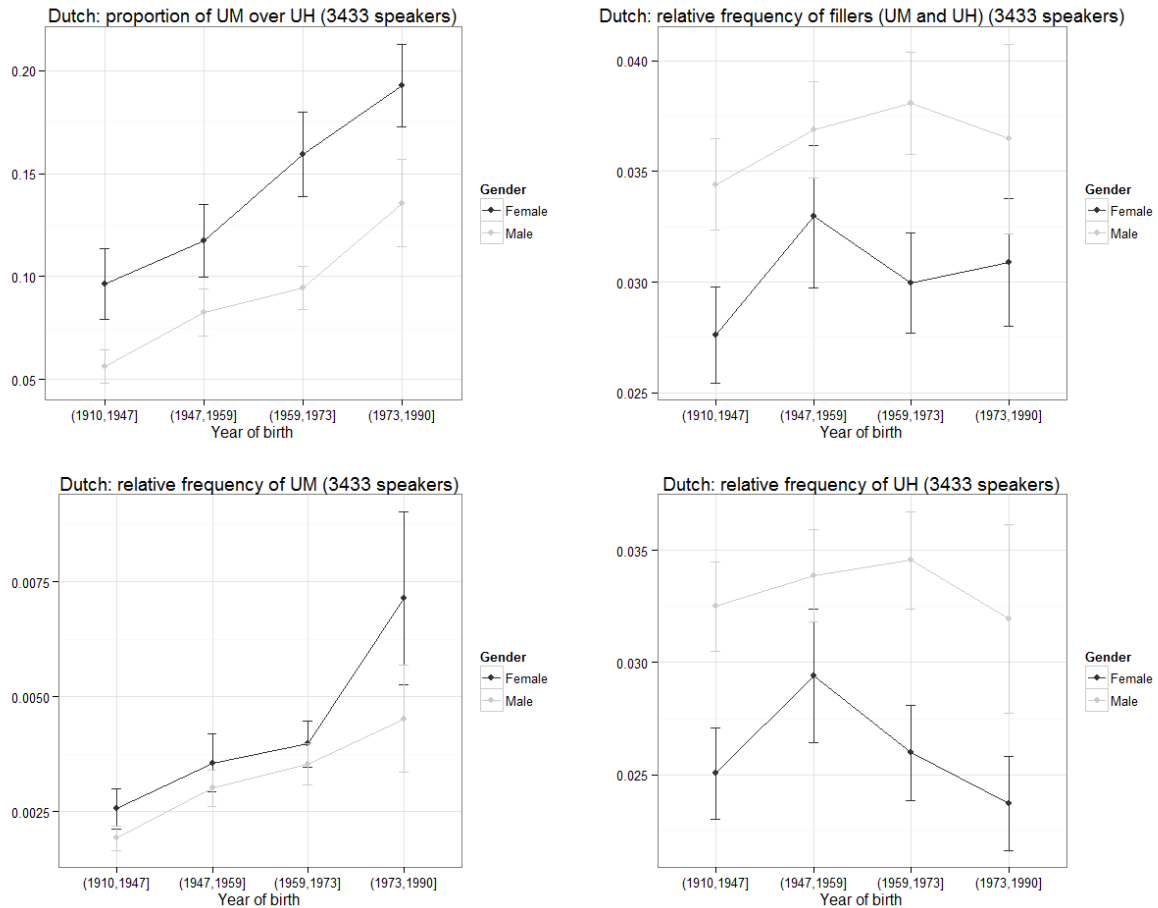 Dutch: proportion of UM over UH (3433 speakers)
0.20
0.15
0.10
0.05
(1910,1947]
(1947,1959]
(1959,1973]
(1973,1990]
Year of birth
Gender
Female
Male
Dutch: relative frequency of fillers (UM and UH) (3433 speakers)
0.040
0.035
0.030
0.025
(1910,1947]
(1947,1959]
(1959,1973]
(1973,1990]
Year of birth
Gender
Female
Male
Dutch: relative frequency of UM (3433 speakers)
0.0075
0.0050
0.0025
(1910,1947]
(1947,1959]
(1959,1973]
(1973,1990]
Year of birth
Gender
Female
Male
Dutch: relative frequency of UH (3433 speakers)
0.035
0.030
0.025
(1910,1947]
(1947,1959]
(1959,1973]
(1973,1990]
Year of birth
Gender
Female
Male